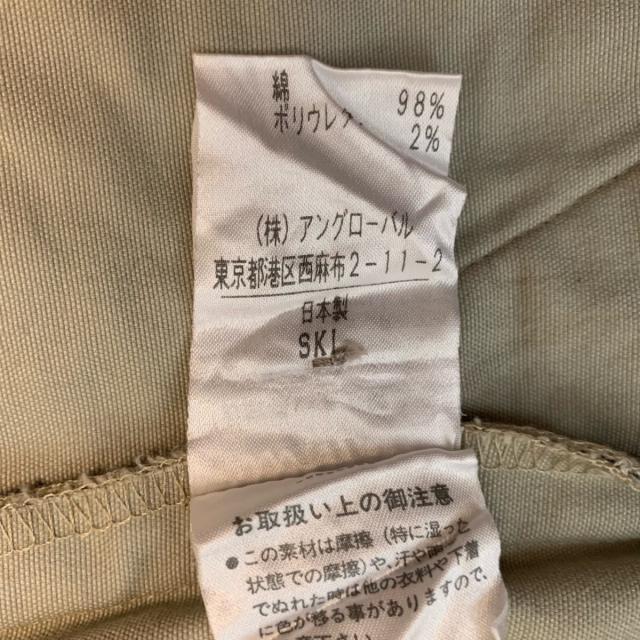 綿 98%
ポリウレタ 2%
(株) アングローバル
東京都港区西麻布2-11-2
日本製
SKL
お取扱い上の御注意
●この素材は摩擦 (特に湿った
状態での摩擦) や、汗や雨
でぬれた時は他の衣料や下着
に色が移る事がありますので、
下さい